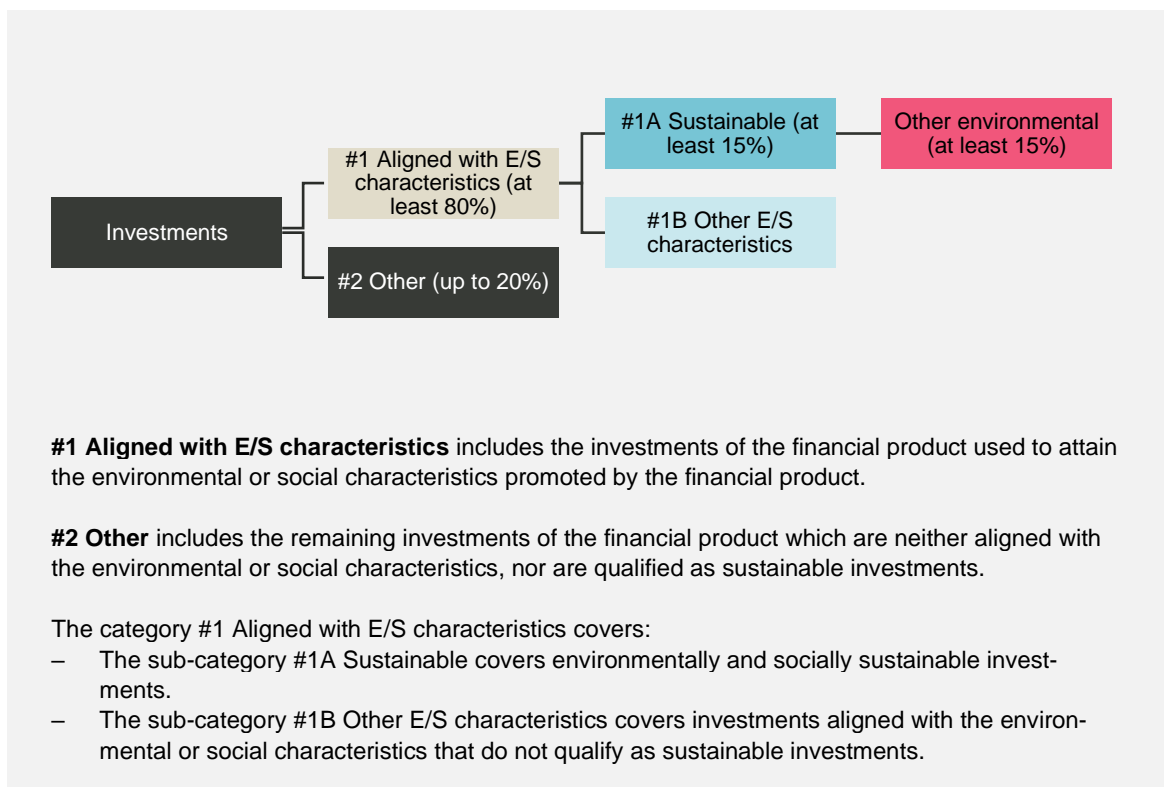 #1A Sustainable (at
least 15%)
Other environmental
(at least 15%)
#1 Aligned with E/S
characteristics (at
least 80%)
Investments
#1B Other E/S
characteristics
#2 Other (up to 20%)
#1 Aligned with E/S characteristics includes the investments of the financial product used to attain
the environmental or social characteristics promoted by the financial product.
#2 Other includes the remaining investments of the financial product which are neither aligned with
the environmental or social characteristics, nor are qualified as sustainable investments.
The category #1 Aligned with E/S characteristics covers:
– The sub-category #1A Sustainable covers environmentally and socially sustainable invest-
ments.
– The sub-category #1B Other E/S characteristics covers investments aligned with the environ-
mental or social characteristics that do not qualify as sustainable investments.